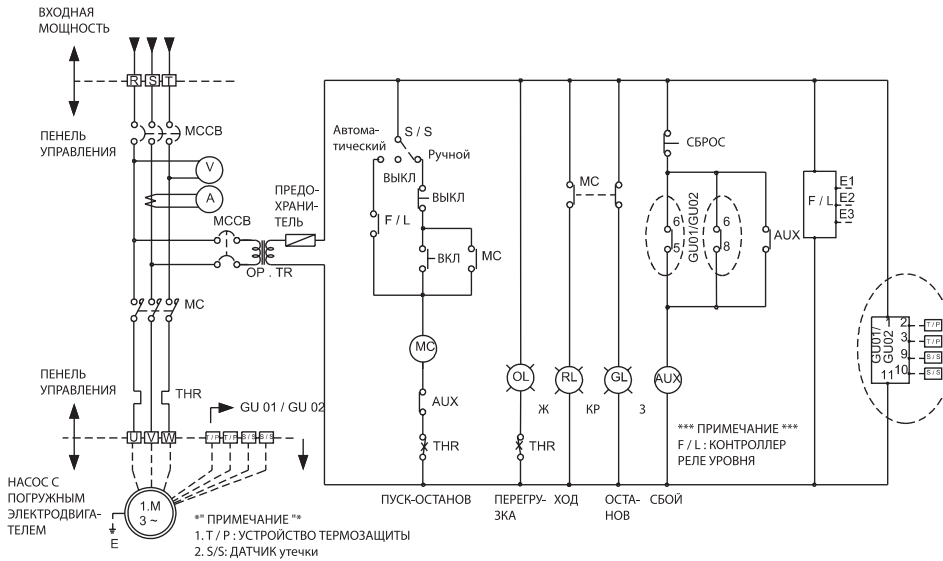 ВХОДНАЯ
МОЩНОСТЬ
R S T
ПЕНЕЛЬ
УПРАВЛЕНИЯ
MCCB
V
A
MCCB
ПРЕДО-
ХРАНИ-
ТЕЛЬ
OP . TR
MC
ПЕНЕЛЬ
УПРАВЛЕНИЯ
THR
GU 01 / GU 02
U V W
T / P T / P S / S S / S
НАСОС С
ПОГРУЖНЫМ
ЭЛЕКТРОДВИГА-
ТЕЛЕМ
1.M
3 ~
E
*" ПРИМЕЧАНИЕ "*
1. T / P : УСТРОЙСТВО ТЕРМОЗАЩИТЫ
2. S/S: ДАТЧИК утечки
S / S
Автома-
тический
Ручной
ВЫКЛ
ВЫКЛ
F / L
ВКЛ
MC
MC
AUX
THR
ПУСК-ОСТАНОВ
OL
Ж
THR
ПЕРЕГРУ-
ЗКА
MC
RL
КР
ХОД
GL
З
ОСТА-
НОВ
СБРОС
6
5
GU01/GU02
6
8
AUX
AUX
СБОЙ
*** ПРИМЕЧАНИЕ ***
F / L : КОНТРОЛЛЕР
РЕЛЕ УРОВНЯ
F / L
E1
E2
E3
GU01/
GU02
1
2 T / P
3 T / P
9 S / S
10 S / S
11